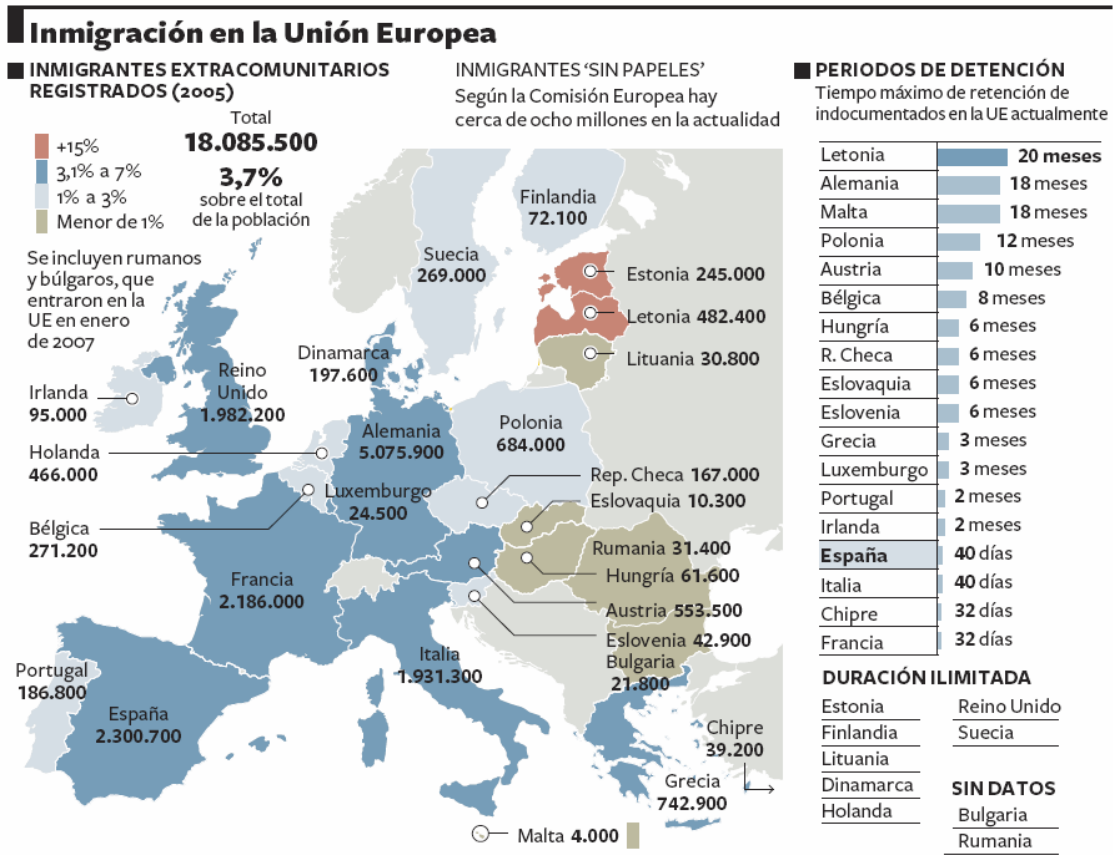 Inmigración en la Unión Europea
INMIGRANTES EXTRACOMUNITARIOS
REGISTRADOS (2005)
Total
18.085.500
3,7%
sobre el total
de la población
+15%
3,1% a 7%
1% a 3%
Menor de 1%
Se incluyen rumanos
y búlgaros, que
entraron en la
UE en enero
de 2007
INMIGRANTES ‘SIN PAPELES’
Según la Comisión Europea hay
cerca de ocho millones en la actualidad
Finlandia
72.100
Suecia
269.000
Estonia 245.000
Letonia 482.400
Lituania 30.800
Dinamarca
197.600
Reino
Unido
1.982.200
Irlanda
95.000
Holanda
466.000
Alemania
5.075.900
Polonia
684.000
Rep. Checa 167.000
Eslovaquia 10.300
Luxemburgo
24.500
Bélgica
271.200
Rumania 31.400
Hungría 61.600
Francia
2.186.000
Austria 553.500
Eslovenia 42.900
Bulgaria
21.800
Italia
1.931.300
Portugal
186.800
España
2.300.700
Chipre
39.200
Grecia
742.900
Malta 4.000
PERIODOS DE DETENCIÓN
Tiempo máximo de retención de
indocumentados en la UE actualmente
Letonia 20 meses
Alemania 18 meses
Malta 18 meses
Polonia 12 meses
Austria 10 meses
Bélgica 8 meses
Hungría 6 meses
R. Checa 6 meses
Eslovaquia 6 meses
Eslovenia 6 meses
Grecia 3 meses
Luxemburgo 3 meses
Portugal 2 meses
Irlanda 2 meses
España 40 días
Italia 40 días
Chipre 32 días
Francia 32 días
DURACIÓN ILIMITADA
Estonia
Finlandia
Lituania
Dinamarca
Holanda
Reino Unido
Suecia
SIN DATOS
Bulgaria
Rumania